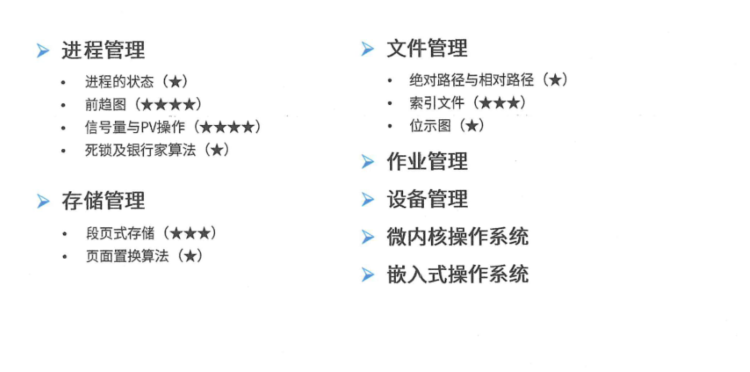 进程管理
进程的状态（★）
前趋图（★★★★）
信号量与PV操作（★★★★）
死锁及银行家算法（★）
存储管理
段页式存储（★★★）
页面置换算法（★）
文件管理
绝对路径与相对路径（★）
索引文件（★★★）
位示图（★）
作业管理
设备管理
微内核操作系统
嵌入式操作系统